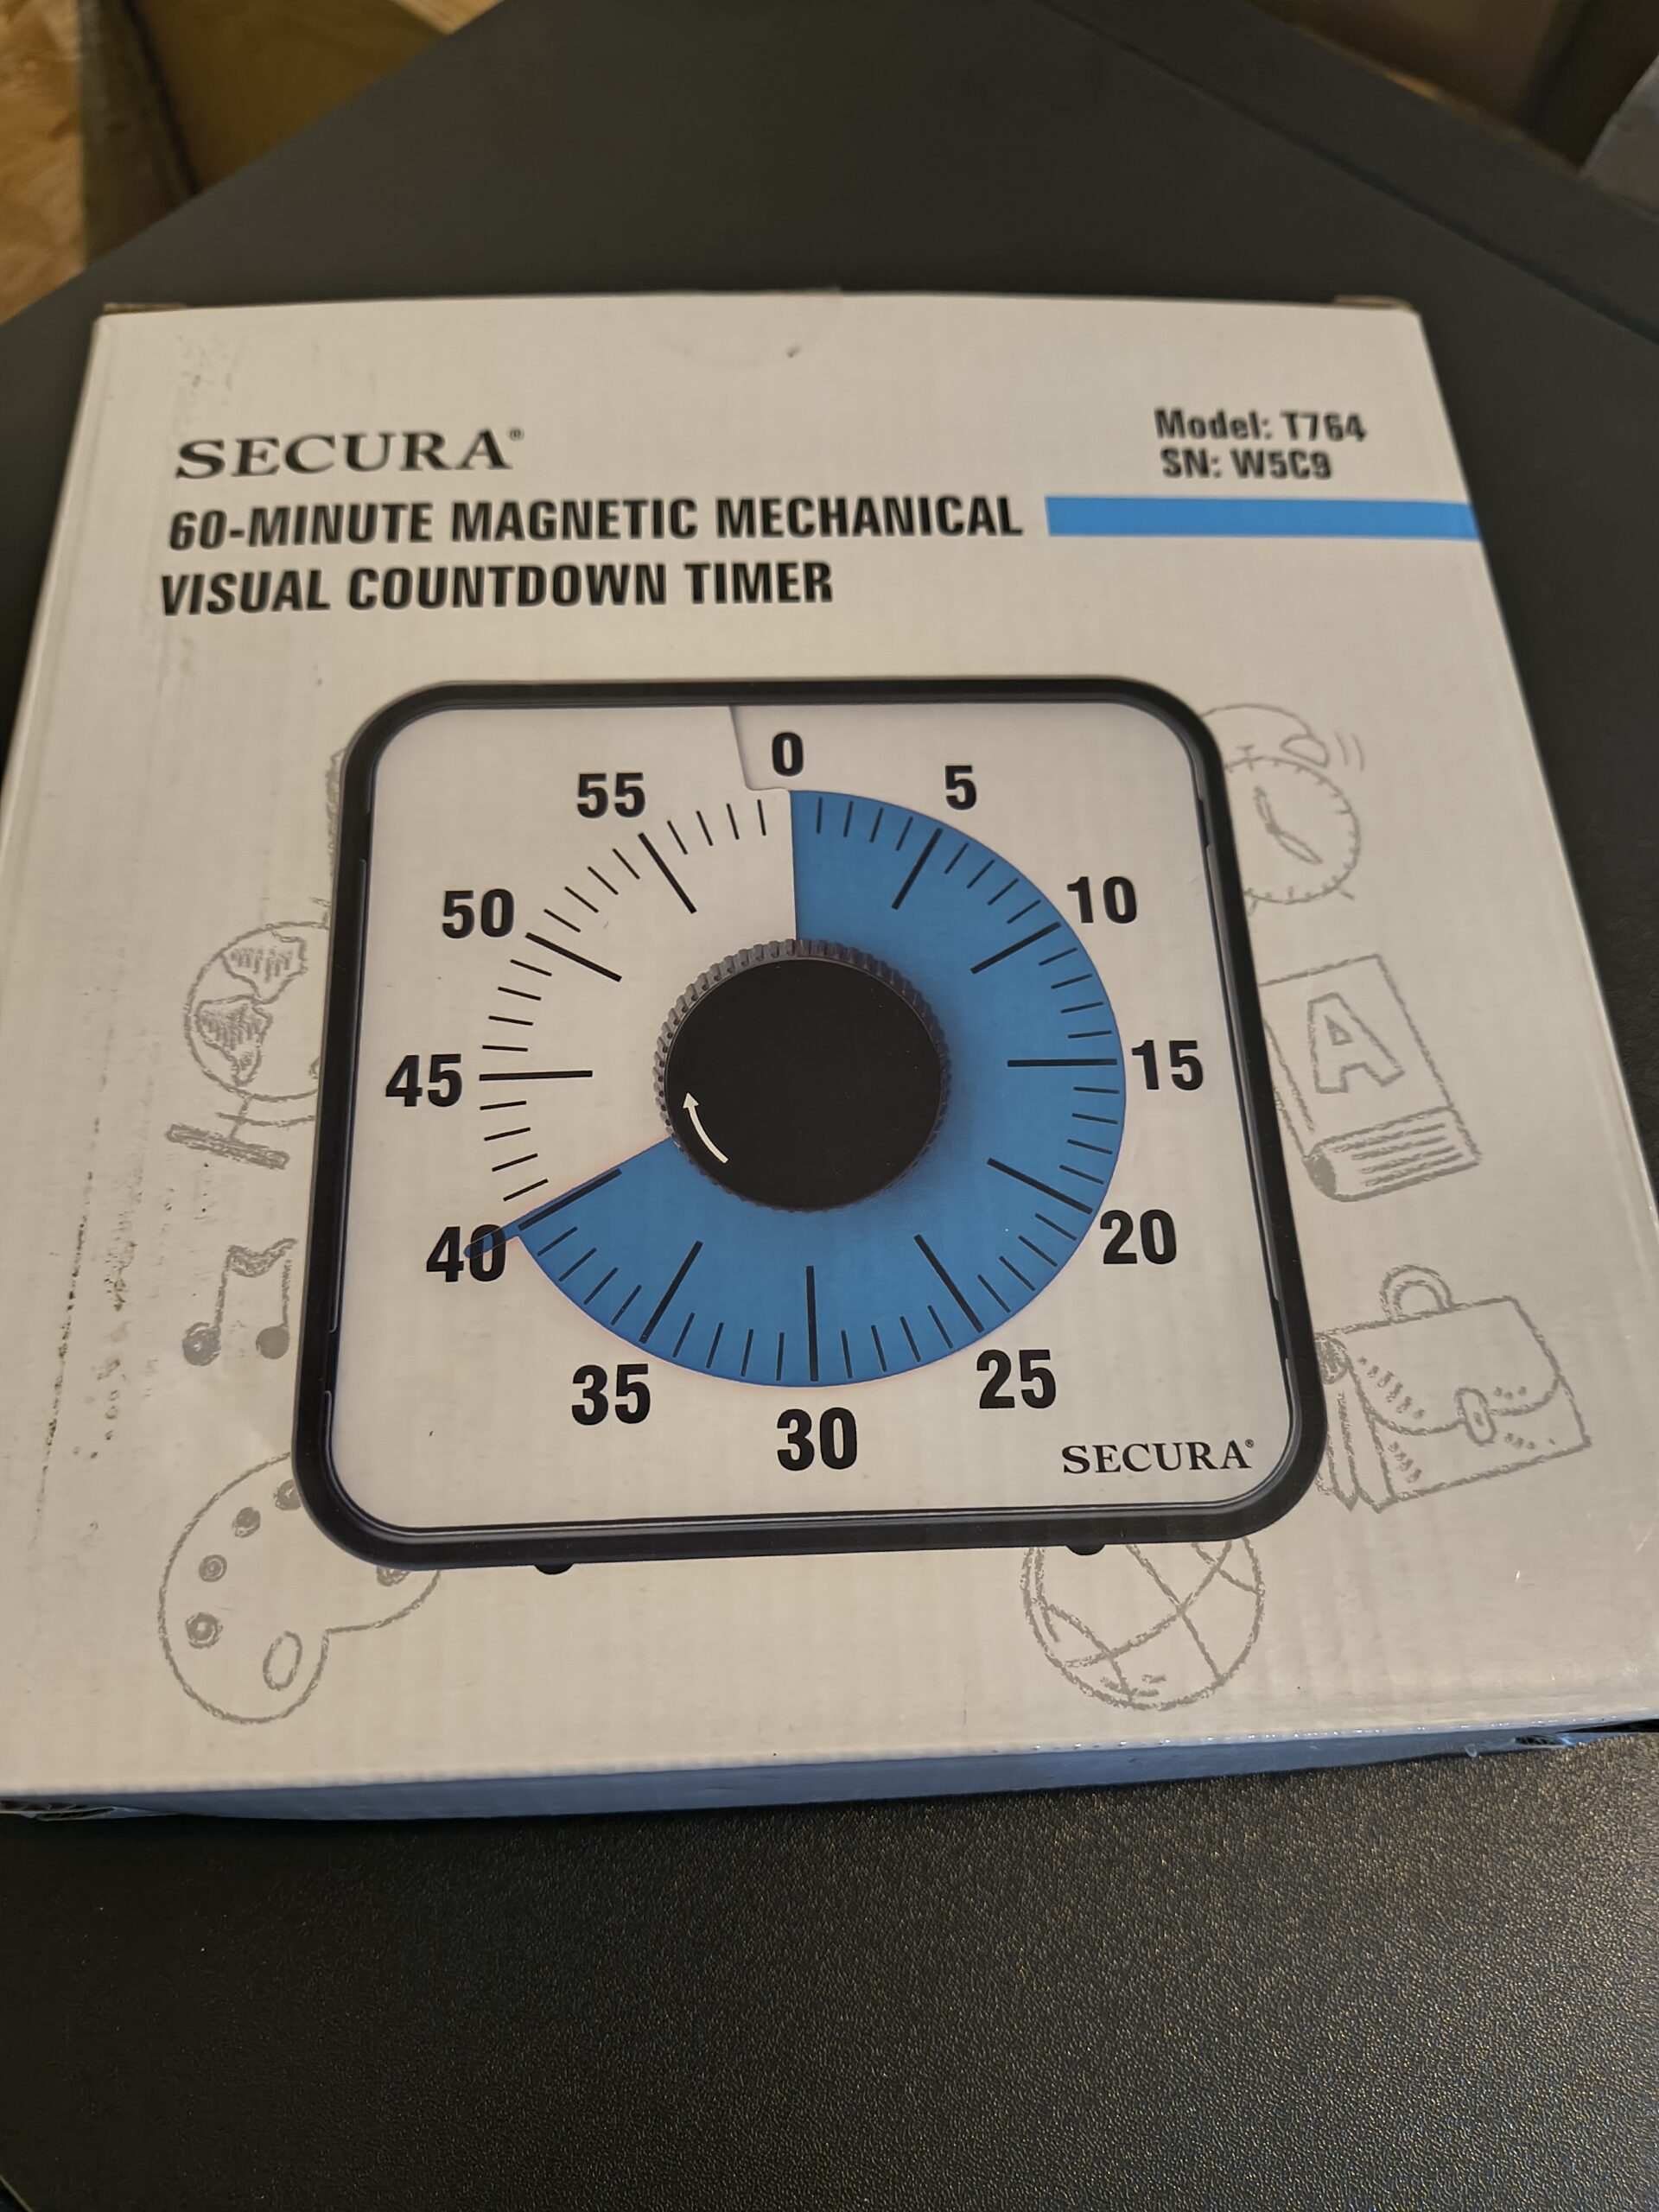 SECURA®
Model: T764
SN: W5C9
60-MINUTE MAGNETIC MECHANICAL
VISUAL COUNTDOWN TIMER
0
5
10
15
20
25
30
35
40
45
50
55
SECURA®
A